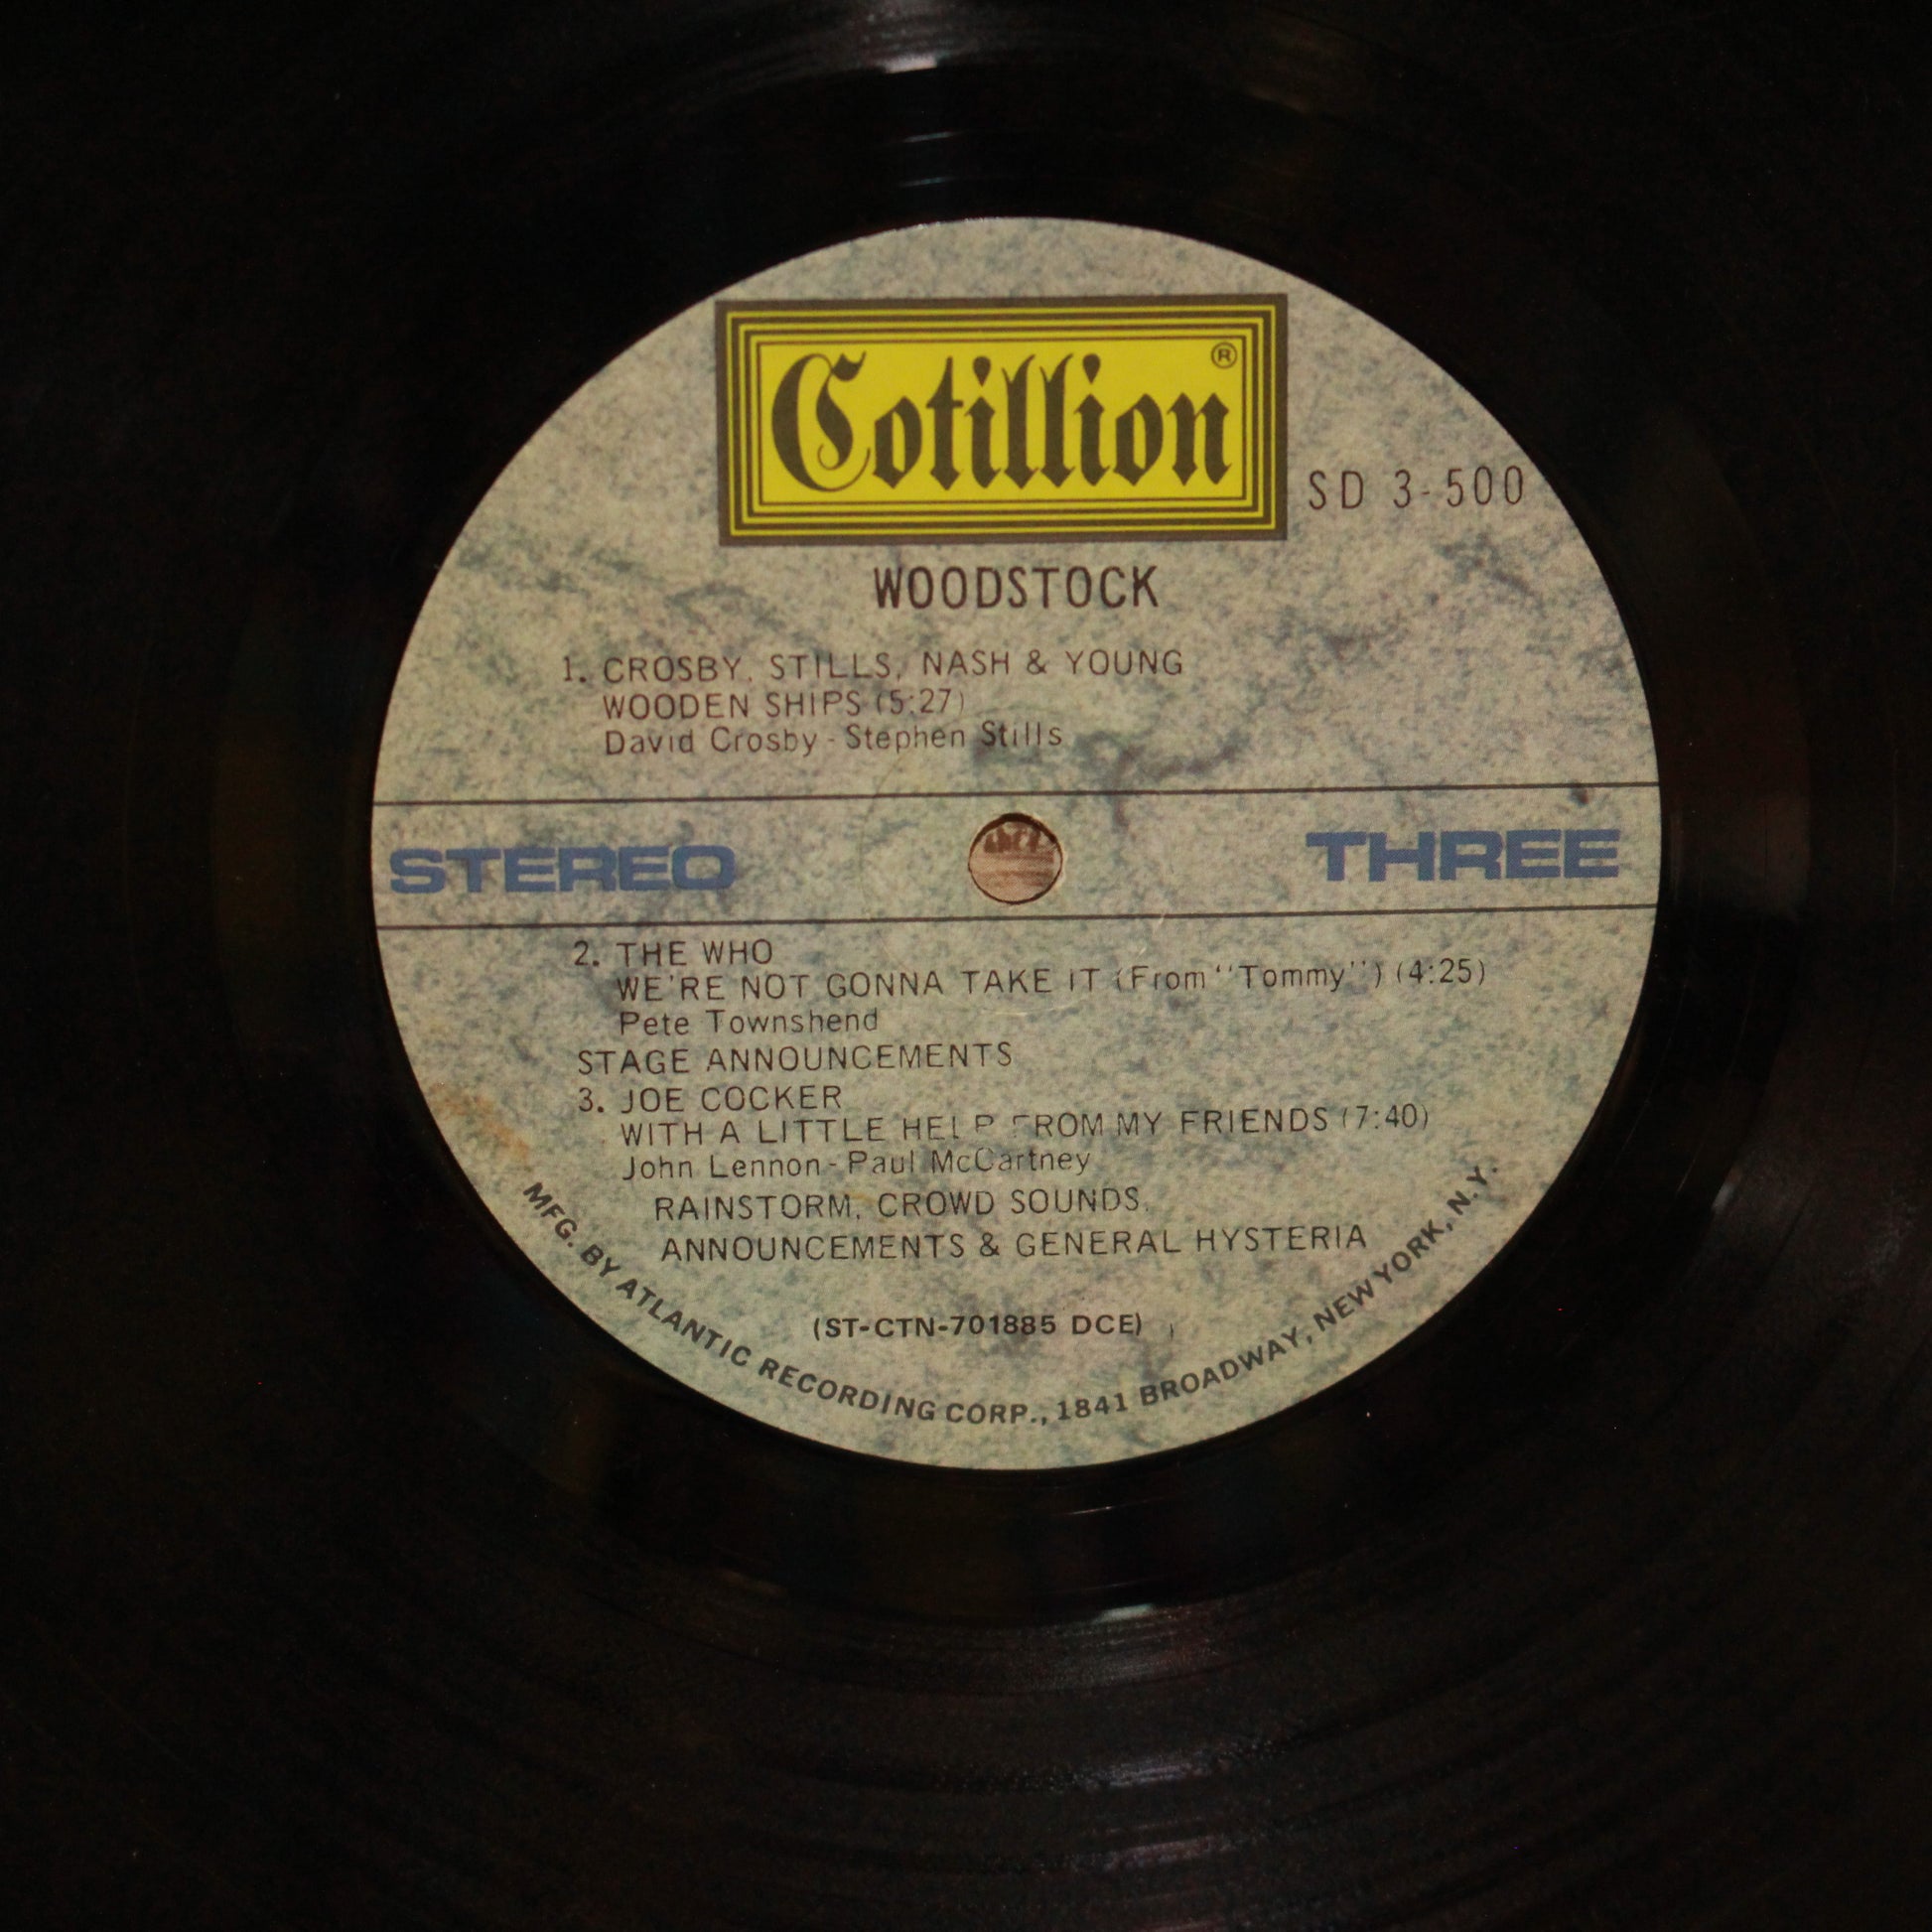 Cotillion®
SD 3-500
WOODSTOCK
1. CROSBY, STILLS, NASH & YOUNG
WOODEN SHIPS (5:27)
David Crosby - Stephen Stills
STEREO
THREE
2. THE WHO
WE'RE NOT GONNA TAKE IT (From "Tommy") (4:25)
Pete Townshend
STAGE ANNOUNCEMENTS
3. JOE COCKER
WITH A LITTLE HELP FROM MY FRIENDS (7:40)
John Lennon - Paul McCartney
RAINSTORM, CROWD SOUNDS,
ANNOUNCEMENTS & GENERAL HYSTERIA
(ST-CTN-701885 DCE)
MFG. BY ATLANTIC RECORDING CORP., 1841 BROADWAY, NEW YORK, N.Y.